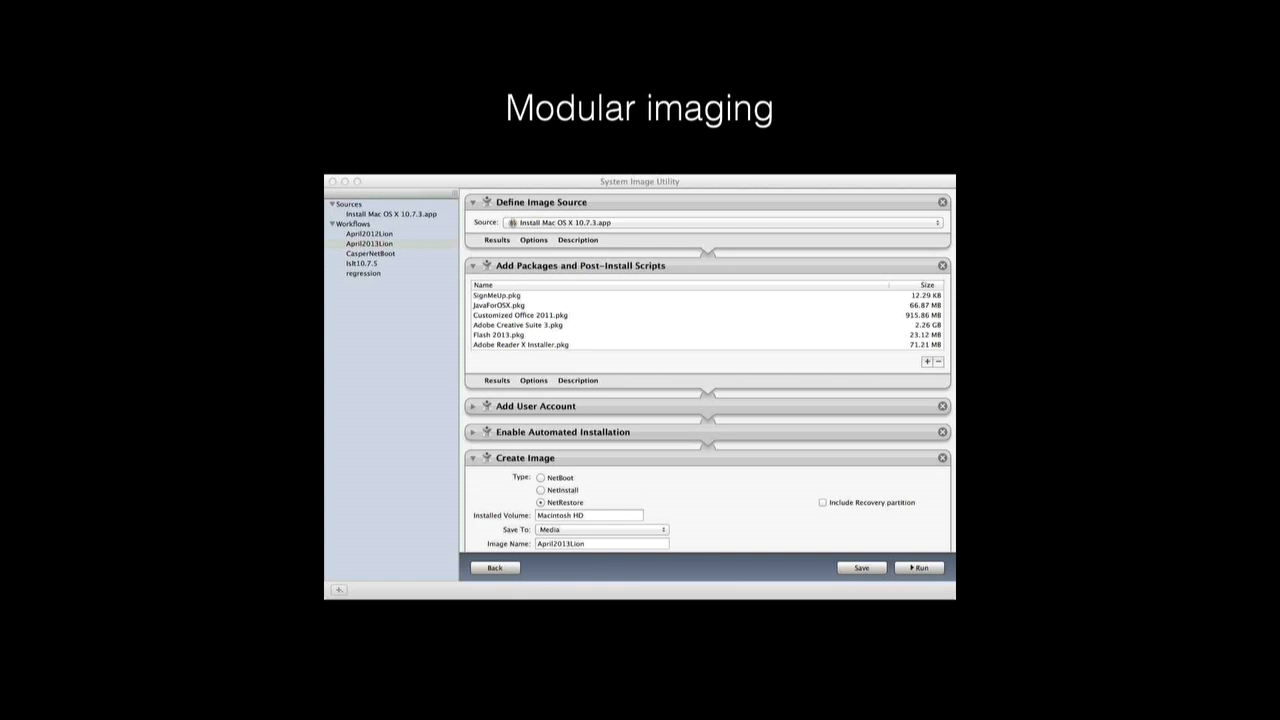 Modular imaging
System Image Utility
Sources
Install Mac OS X 10.7.3.app
Workflows
April2012Lion
April2013Lion
CasperNetBoot
lslt10.7.5
regression
Define Image Source
Source: Install Mac OS X 10.7.3.app
Results Options Description
Add Packages and Post-Install Scripts
Name Size
SignMeUp.pkg 12.29 KB
JavaForOSX.pkg 66.87 MB
Customized Office 2011.pkg 915.86 MB
Adobe Creative Suite 3.pkg 2.26 GB
Flash 2013.pkg 23.12 MB
Adobe Reader X Installer.pkg 71.21 MB
Results Options Description
Add User Account
Enable Automated Installation
Create Image
Type: NetBoot
NetInstall
NetRestore Include Recovery partition
Installed Volume: Macintosh HD
Save To: Media
Image Name: April2013Lion
Back Save Run